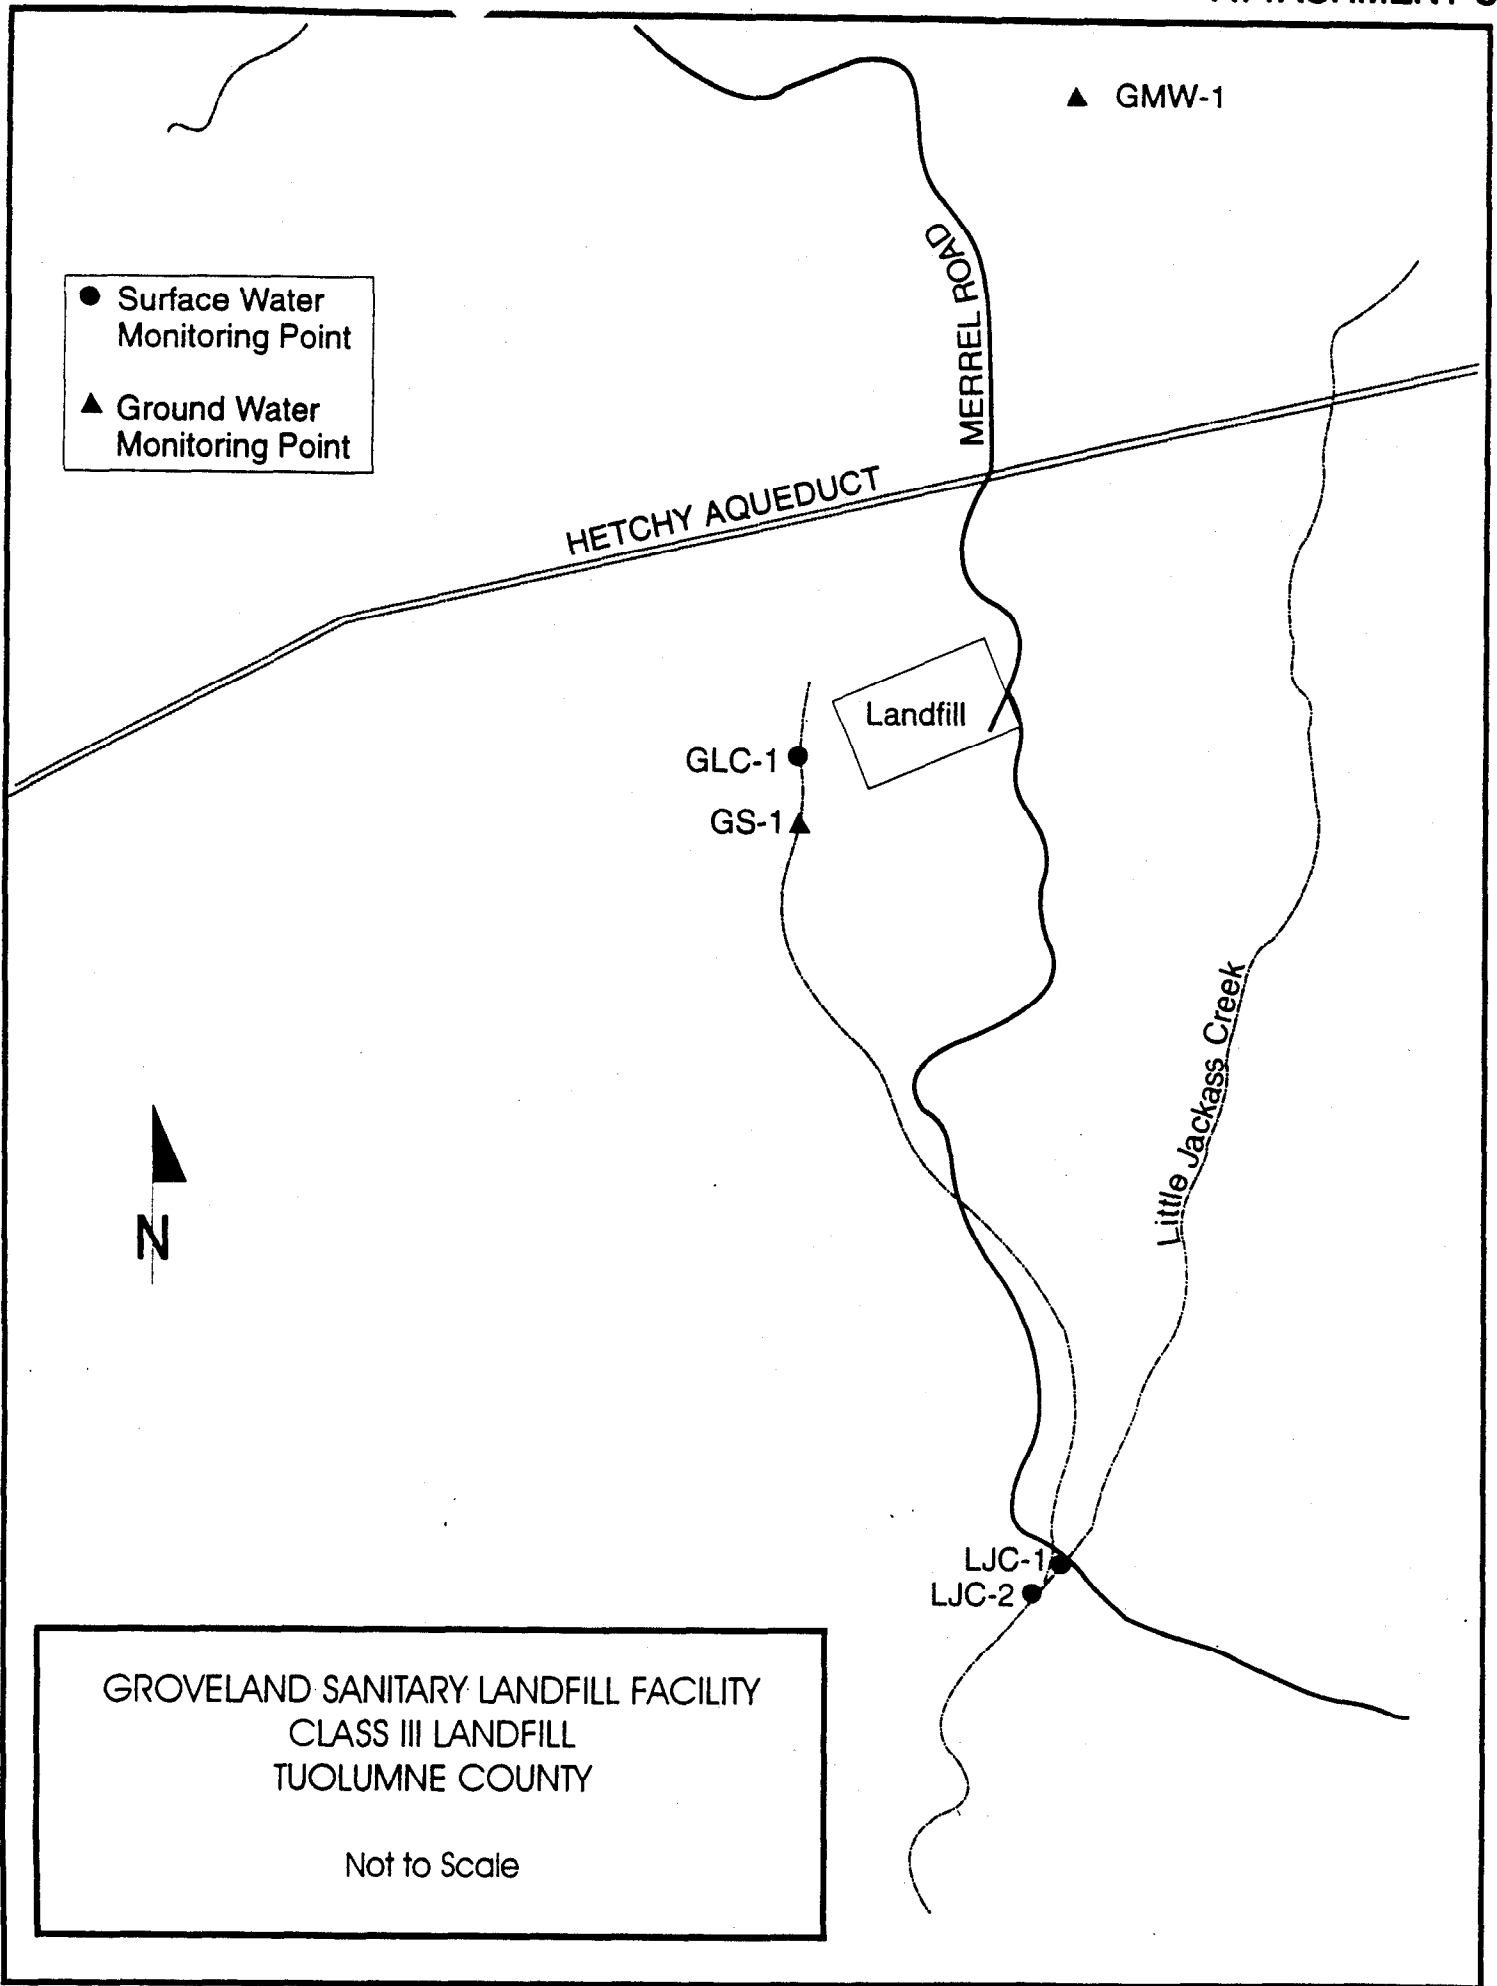 GMW-1
MERREL ROAD
Surface Water
Monitoring Point
Ground Water
Monitoring Point
HETCHY AQUEDUCT
Landfill
GLC-1
GS-1
Little Jackass Creek
N
LJC-1
LJC-2
GROVELAND SANITARY LANDFILL FACILITY
CLASS III LANDFILL
TUOLUMNE COUNTY
Not to Scale